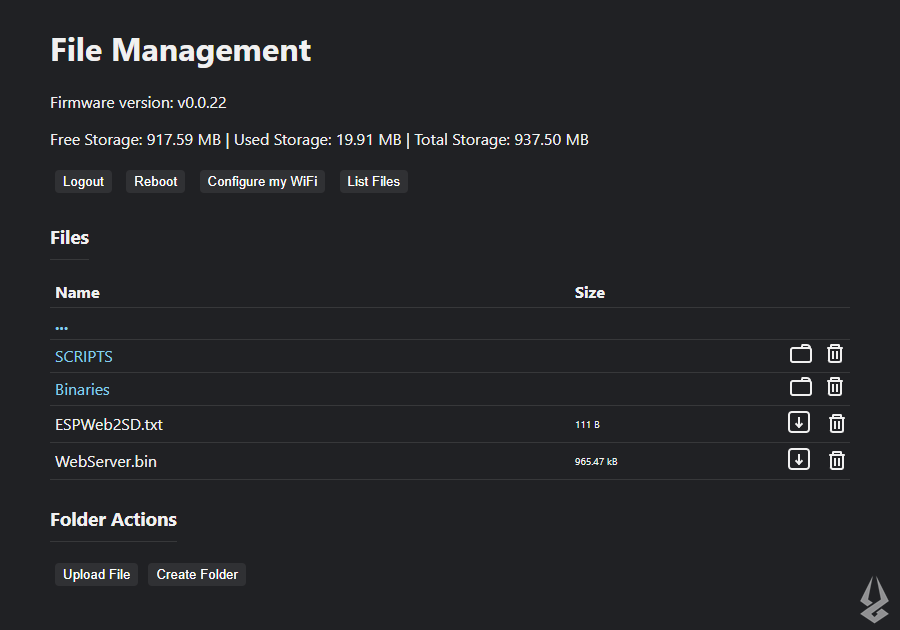 File Management
Firmware version: v0.0.22
Free Storage: 917.59 MB | Used Storage: 19.91 MB | Total Storage: 937.50 MB
Logout Reboot Configure my WiFi List Files
Files
Name Size
...
SCRIPTS
Binaries
ESPWeb2SD.txt 111 B
WebServer.bin 965.47 kB
Folder Actions
Upload File Create Folder